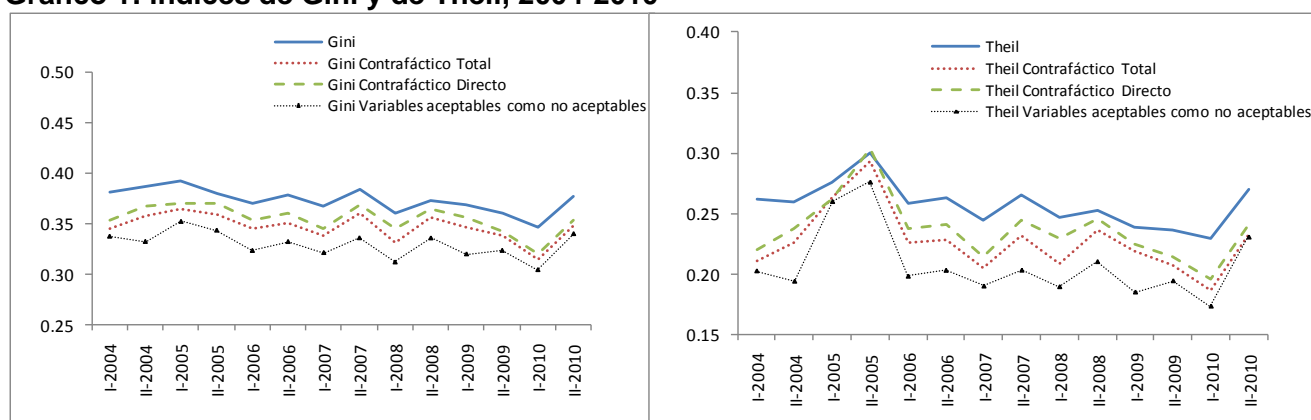 Gráfico 1. Índices de Gini y de Theil, 2004-2010
Gini
Gini Contrafáctico Total
Gini Contrafáctico Directo
Gini Variables aceptables como no aceptables
0.50
0.45
0.40
0.35
0.30
0.25
I-2004
II-2004
I-2005
II-2005
I-2006
II-2006
I-2007
II-2007
I-2008
II-2008
I-2009
II-2009
I-2010
II-2010
Theil
Theil Contrafáctico Total
Theil Contrafáctico Directo
Theil Variables aceptables como no aceptables
0.40
0.35
0.30
0.25
0.20
0.15
I-2004
II-2004
I-2005
II-2005
I-2006
II-2006
I-2007
II-2007
I-2008
II-2008
I-2009
II-2009
I-2010
II-2010